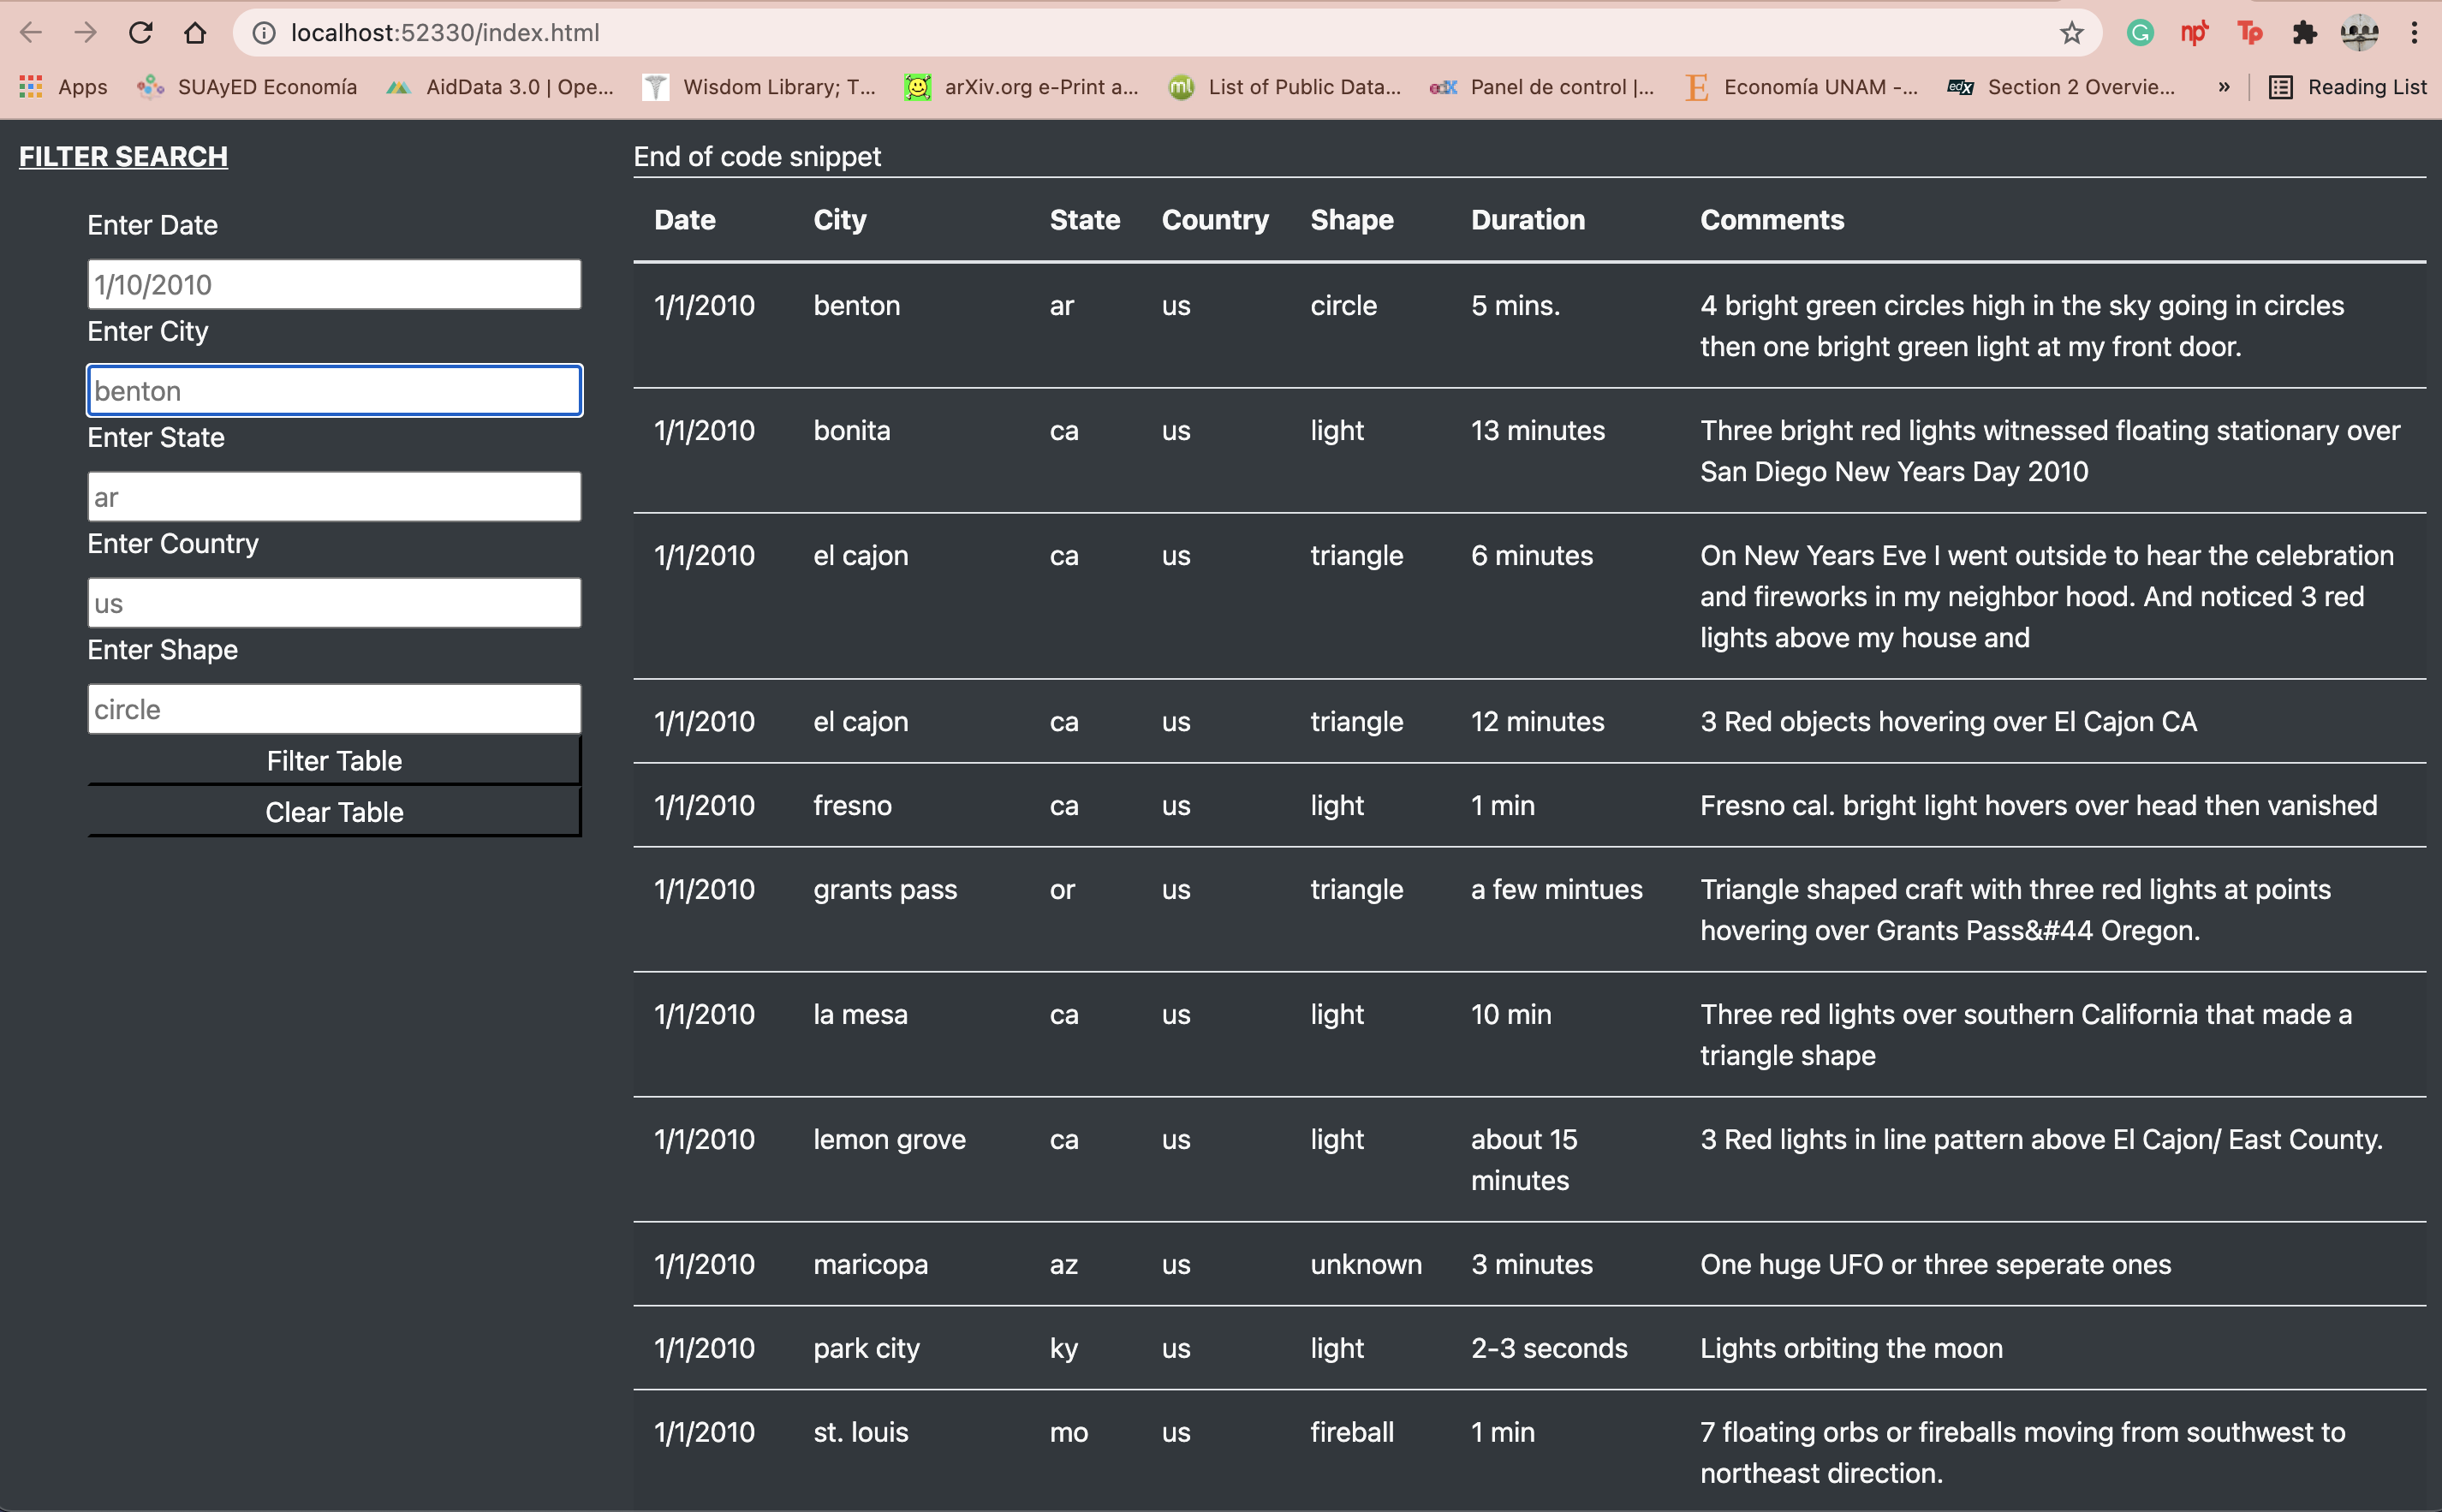 localhost:52330/index.html
Apps SUAyED Economía AidData 3.0 | Ope... Wisdom Library; T... arXiv.org e-Print a... ml List of Public Data... edX Panel de control |... E Economía UNAM -... edX Section 2 Overvie... » Reading List
FILTER SEARCH
Enter Date
1/10/2010
Enter City
benton
Enter State
ar
Enter Country
us
Enter Shape
circle
Filter Table
Clear Table
End of code snippet
Date City State Country Shape Duration Comments
1/1/2010 benton ar us circle 5 mins. 4 bright green circles high in the sky going in circles
then one bright green light at my front door.
1/1/2010 bonita ca us light 13 minutes Three bright red lights witnessed floating stationary over
San Diego New Years Day 2010
1/1/2010 el cajon ca us triangle 6 minutes On New Years Eve I went outside to hear the celebration
and fireworks in my neighbor hood. And noticed 3 red
lights above my house and
1/1/2010 el cajon ca us triangle 12 minutes 3 Red objects hovering over El Cajon CA
1/1/2010 fresno ca us light 1 min Fresno cal. bright light hovers over head then vanished
1/1/2010 grants pass or us triangle a few mintues Triangle shaped craft with three red lights at points
hovering over Grants Pass&#44 Oregon.
1/1/2010 la mesa ca us light 10 min Three red lights over southern California that made a
triangle shape
1/1/2010 lemon grove ca us light about 15 3 Red lights in line pattern above El Cajon/ East County.
minutes
1/1/2010 maricopa az us unknown 3 minutes One huge UFO or three seperate ones
1/1/2010 park city ky us light 2-3 seconds Lights orbiting the moon
1/1/2010 st. louis mo us fireball 1 min 7 floating orbs or fireballs moving from southwest to
northeast direction.